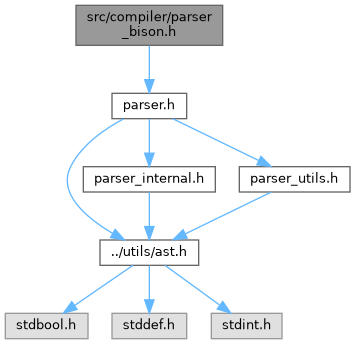 src/compiler/parser
_bison.h
parser.h
parser_internal.h
parser_utils.h
../utils/ast.h
stdbool.h
stddef.h
stdint.h